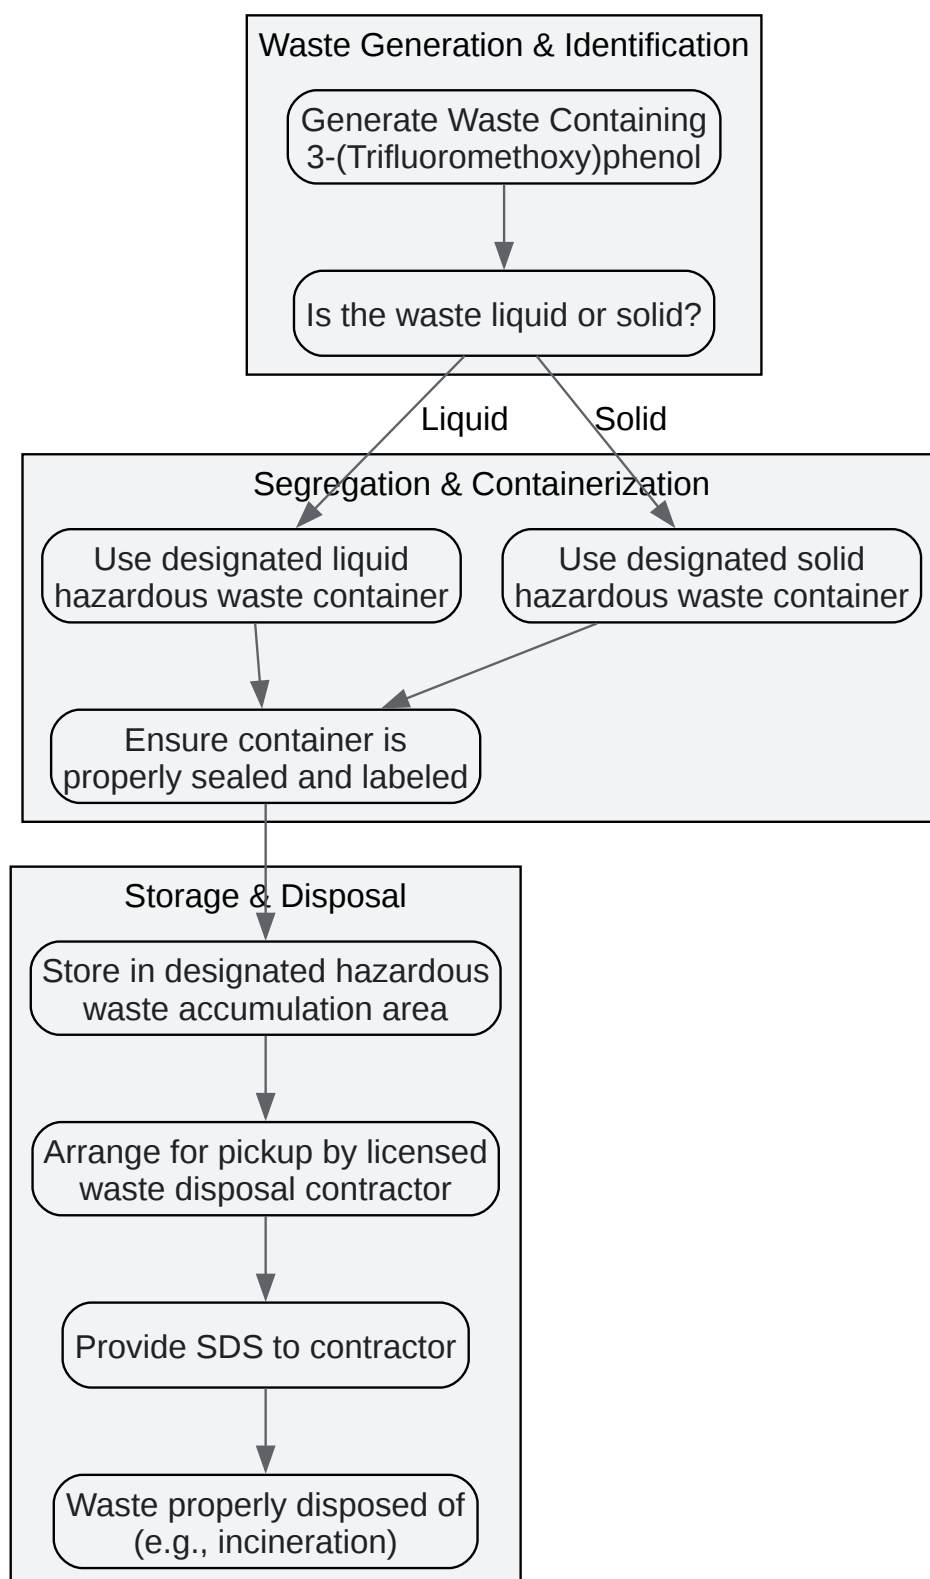 Waste Generation & Identification
Generate Waste Containing
3-(Trifluoromethoxy)phenol
Is the waste liquid or solid?
Liquid
Solid
Segregation & Containerization
Use designated liquid
hazardous waste container
Use designated solid
hazardous waste container
Ensure container is
properly sealed and labeled
Storage & Disposal
Store in designated hazardous
waste accumulation area
Arrange for pickup by licensed
waste disposal contractor
Provide SDS to contractor
Waste properly disposed of
(e.g., incineration)